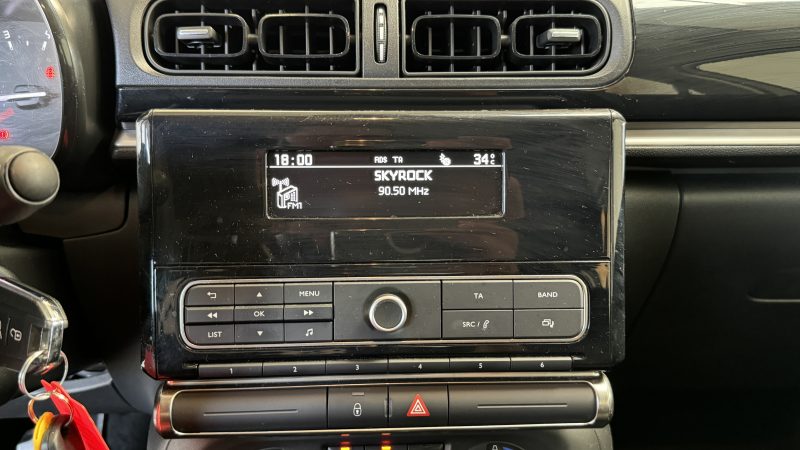 18:00 RDS TA 34°C
SKYROCK
90.50 MHz
FM1
MENU
TA
BAND
OK
SRC /
LIST
1 2 3 4 5 6